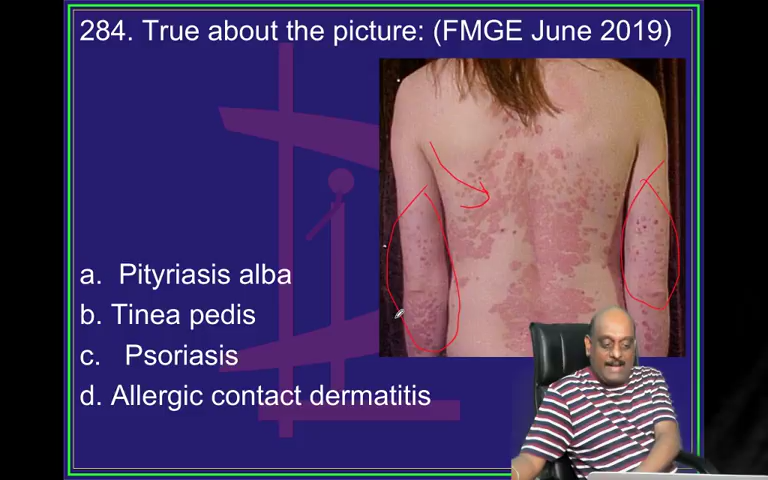 284. True about the picture: (FMGE June 2019)
a. Pityriasis alba
b. Tinea pedis
c. Psoriasis
d. Allergic contact dermatitis